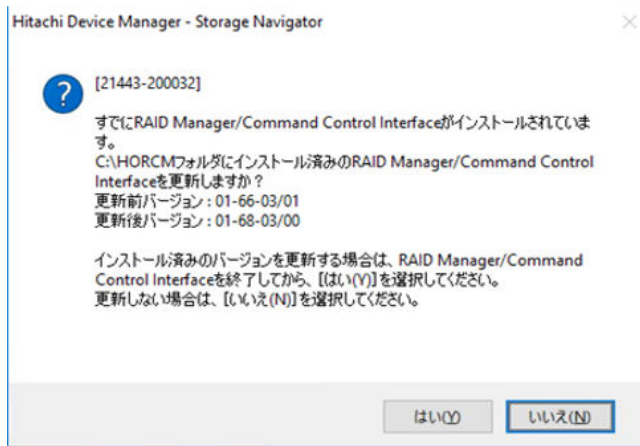 Hitachi Device Manager - Storage Navigator
[21443-200032]
すでにRAID Manager/Command Control Interfaceがインストールされていま
す。
C:\HORCMフォルダにインストール済みのRAID Manager/Command Control
Interfaceを更新しますか？
更新前バージョン : 01-66-03/01
更新後バージョン : 01-68-03/00
インストール済みのバージョンを更新する場合は、RAID Manager/Command
Control Interfaceを終了してから、[はい(Y)]を選択してください。
更新しない場合は、[いいえ(N)]を選択してください。
はい(Y)
いいえ(N)